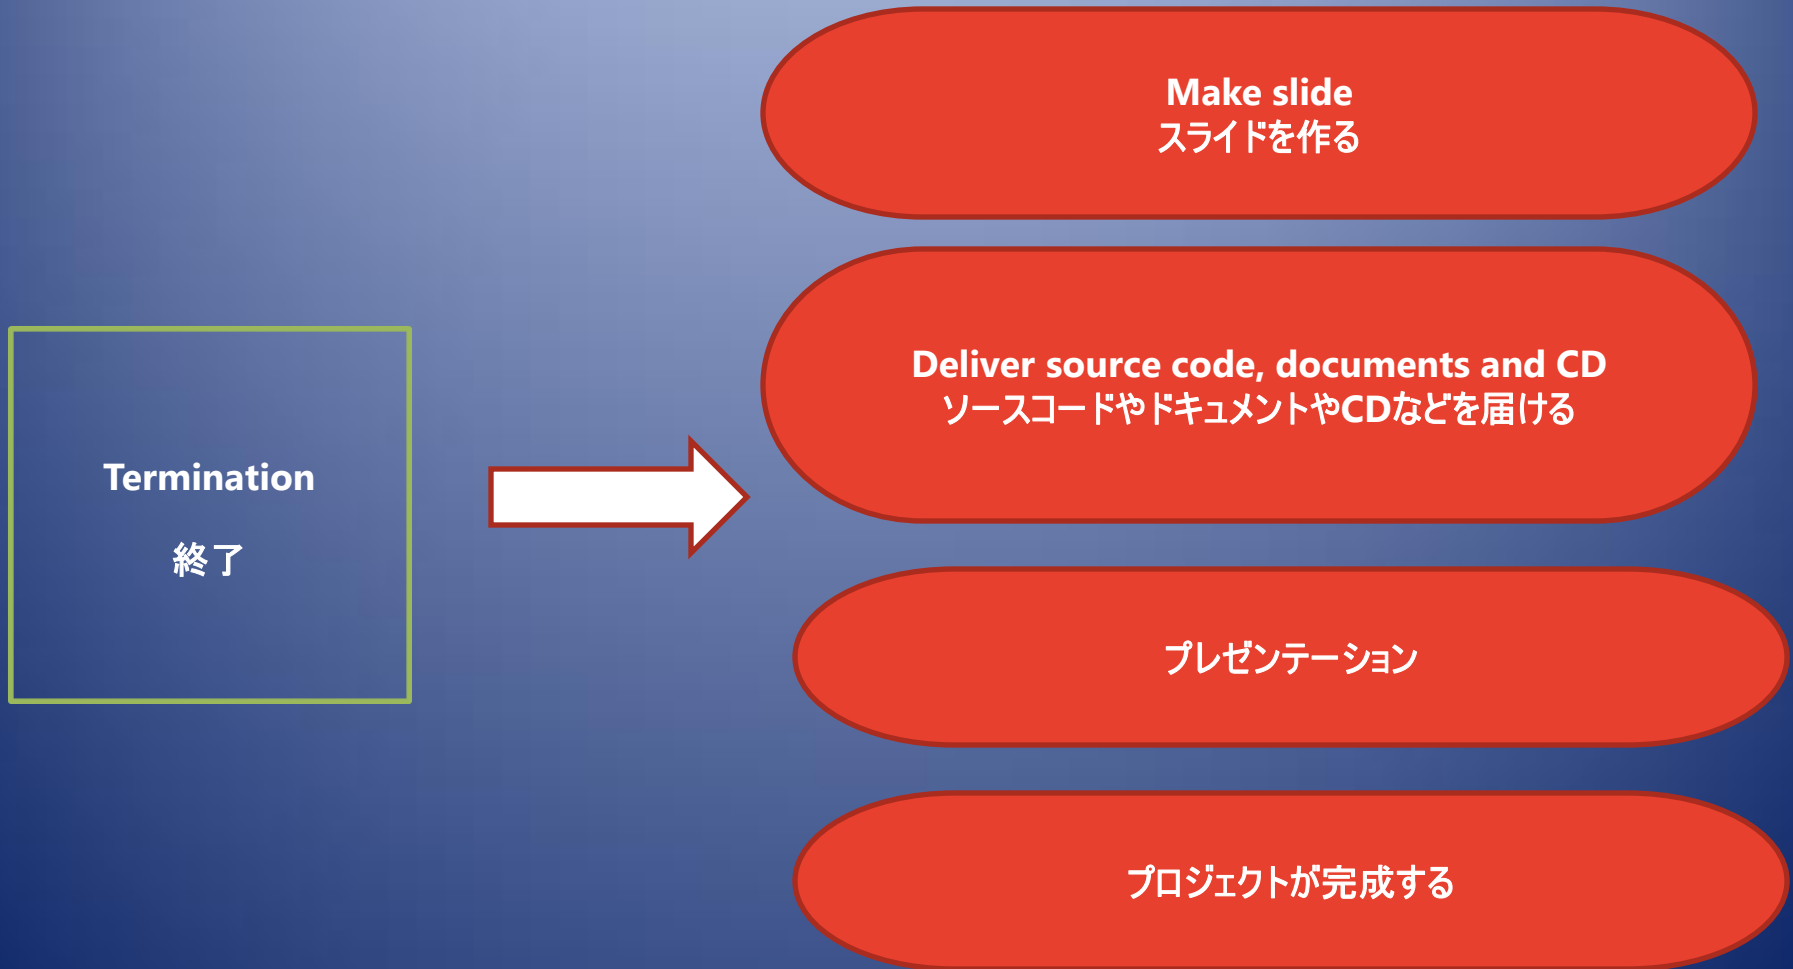 Termination
終了
Make slide
スライドを作る
Deliver source code, documents and CD
ソースコードやドキュメントやCDなどを届ける
プレゼンテーション
プロジェクトが完成する